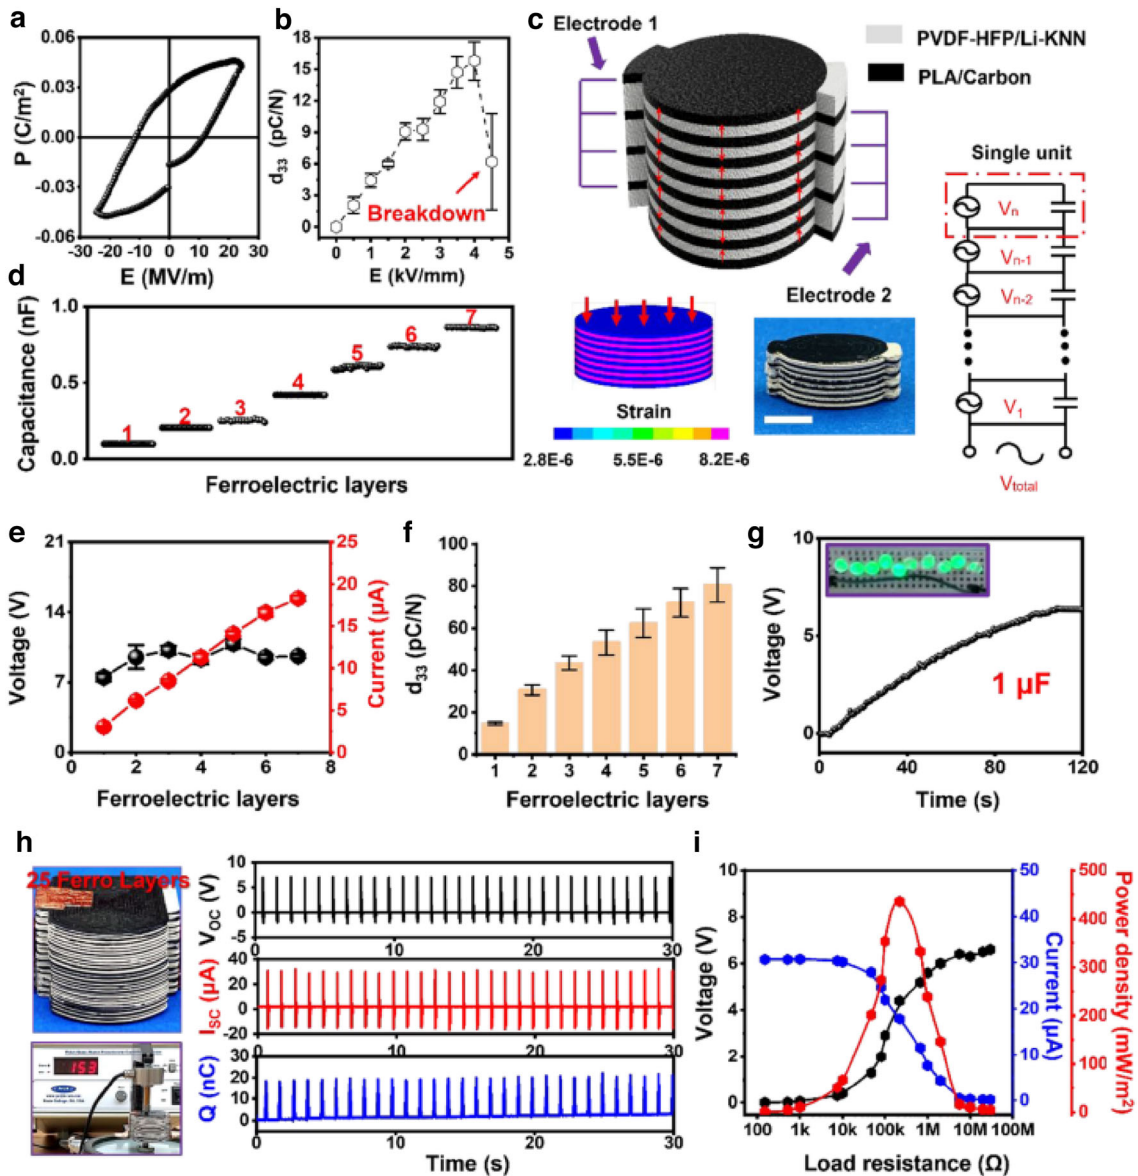 a
0.06
0.03
0.00
-0.03
-0.06
P (C/m²)
-30 -20 -10 0 10 20 30
E (MV/m)
b
18
15
12
9
6
3
0
d₃₃ (pC/N)
Breakdown
0 1 2 3 4 5
E (kV/mm)
c
Electrode 1
PVDF-HFP/Li-KNN
PLA/Carbon
Electrode 2
Single unit
Vn
Vn-1
Vn-2
V1
Vtotal
Strain
2.8E-6 5.5E-6 8.2E-6
d
1.0
0.5
0.0
Capacitance (nF)
1 2 3 4 5 6 7
Ferroelectric layers
e
21
14
7
0
Voltage (V)
25
20
15
10
5
0
Current (µA)
0 2 4 6 8
Ferroelectric layers
f
100
80
60
40
20
0
d₃₃ (pC/N)
1 2 3 4 5 6 7
Ferroelectric layers
g
10
5
0
Voltage (V)
1 µF
0 40 80 120
Time (s)
h
25 Ferro Layers
153
10
5
0
-5
VOC (V)
0 10 20 30
40
20
0
-20
ISC (µA)
0 10 20 30
30
20
10
0
Q (nC)
0 10 20 30
Time (s)
i
10
8
6
4
2
0
Voltage (V)
50
40
30
20
10
0
Current (µA)
500
400
300
200
100
0
Power density (mW/m²)
100 1k 10k 100k 1M 10M 100M
Load resistance (Ω)